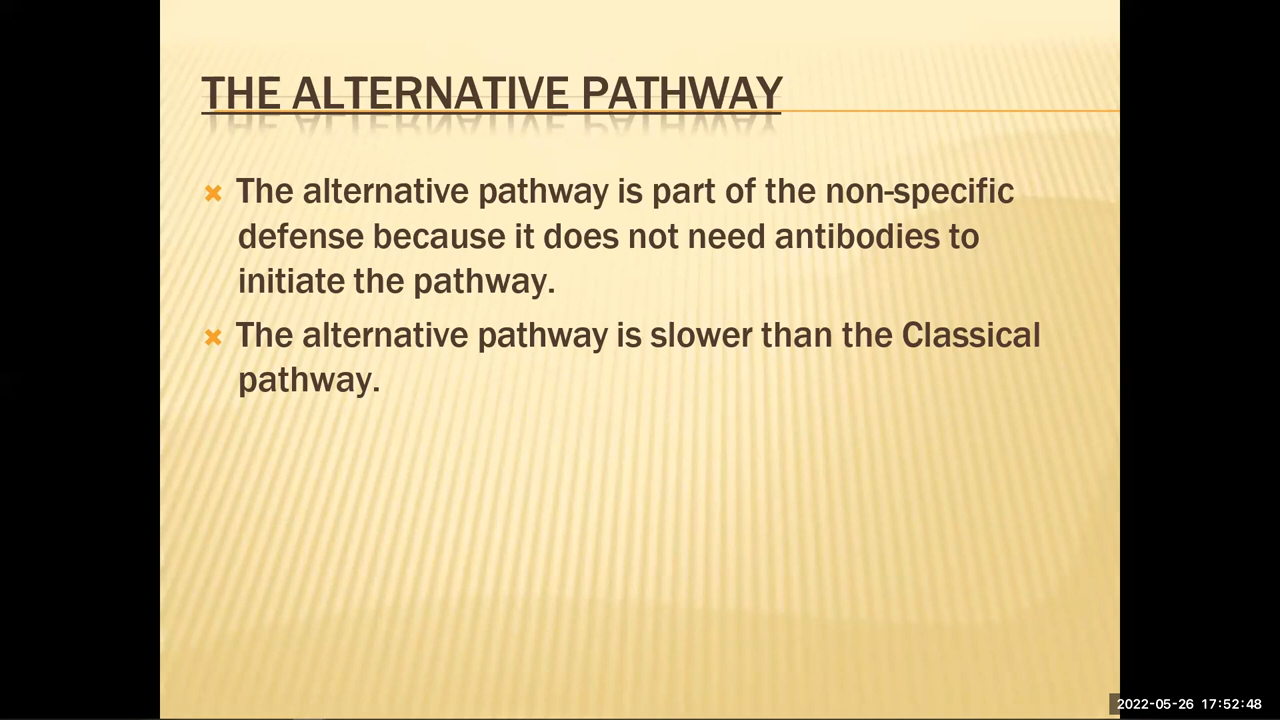 THE ALTERNATIVE PATHWAY
The alternative pathway is part of the non-specific
defense because it does not need antibodies to
initiate the pathway.
The alternative pathway is slower than the Classical
pathway.
2022-05-26 17:52:48